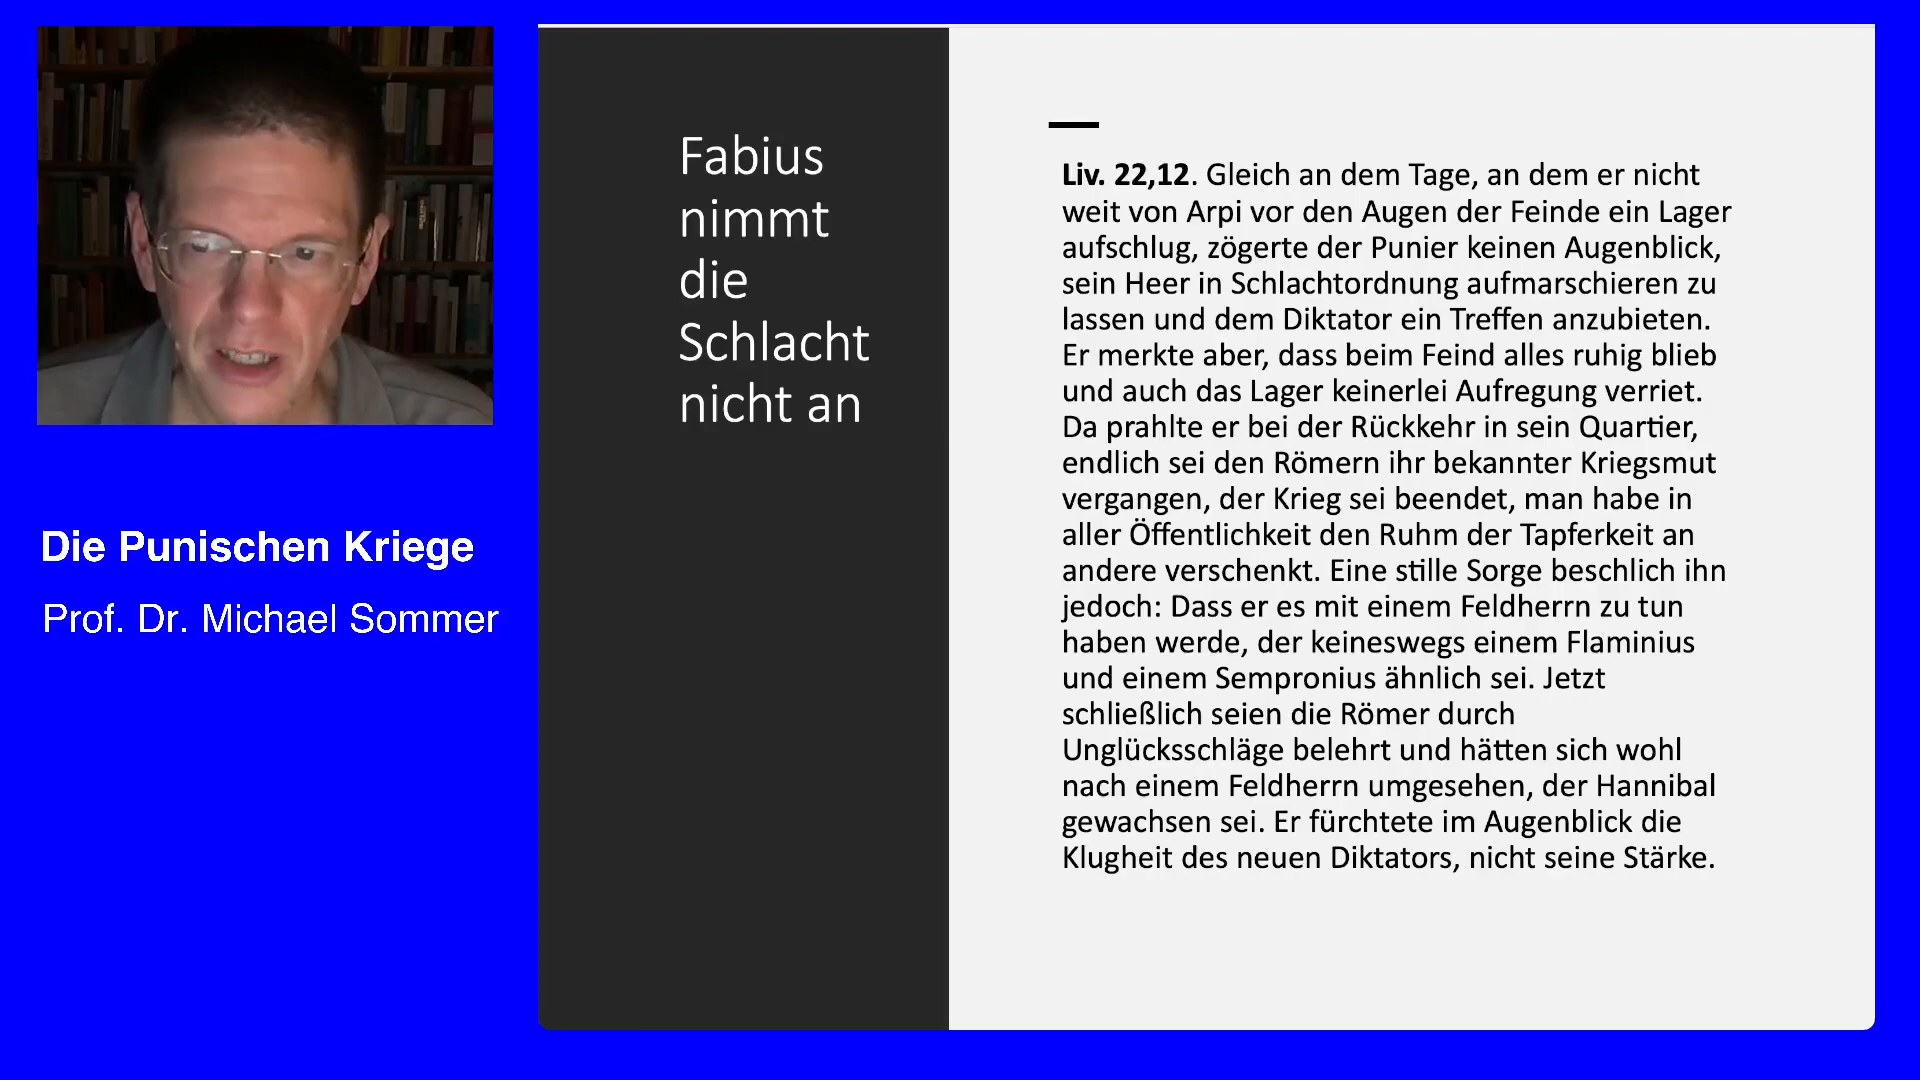 Die Punischen Kriege
Prof. Dr. Michael Sommer
Fabius
nimmt
die
Schlacht
nicht an
Liv. 22,12. Gleich an dem Tage, an dem er nicht
weit von Arpi vor den Augen der Feinde ein Lager
aufschlug, zögerte der Punier keinen Augenblick,
sein Heer in Schlachtordnung aufmarschieren zu
lassen und dem Diktator ein Treffen anzubieten.
Er merkte aber, dass beim Feind alles ruhig blieb
und auch das Lager keinerlei Aufregung verriet.
Da prahlte er bei der Rückkehr in sein Quartier,
endlich sei den Römern ihr bekannter Kriegsmut
vergangen, der Krieg sei beendet, man habe in
aller Öffentlichkeit den Ruhm der Tapferkeit an
andere verschenkt. Eine stille Sorge beschlich ihn
jedoch: Dass er es mit einem Feldherrn zu tun
haben werde, der keineswegs einem Flaminius
und einem Sempronius ähnlich sei. Jetzt
schließlich seien die Römer durch
Unglücksschläge belehrt und hätten sich wohl
nach einem Feldherrn umgesehen, der Hannibal
gewachsen sei. Er fürchtete im Augenblick die
Klugheit des neuen Diktators, nicht seine Stärke.